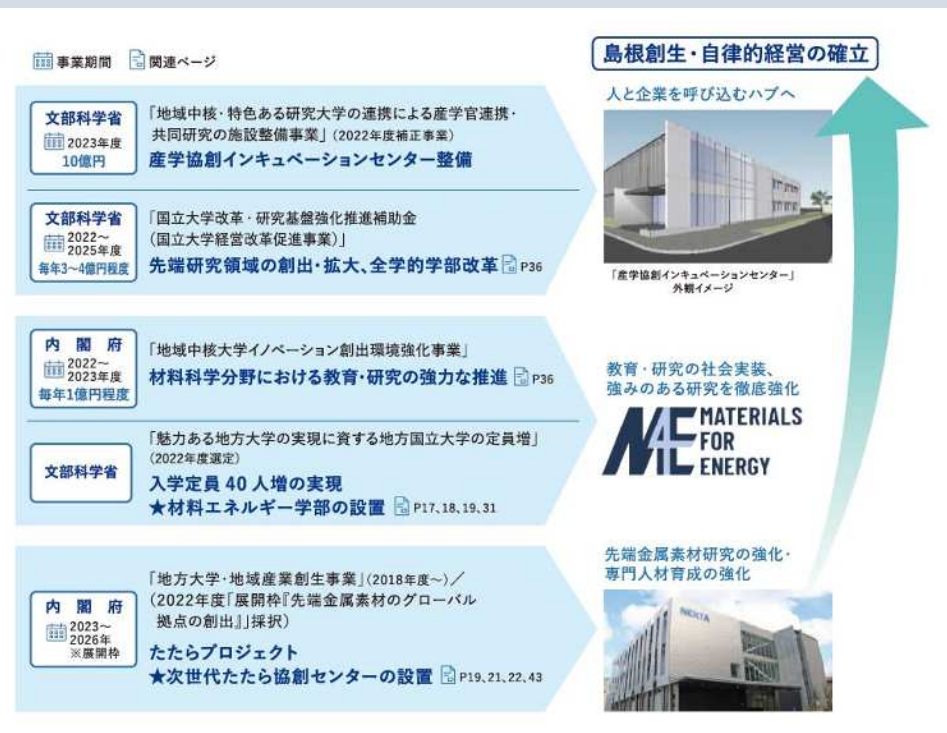 事業期間 関連ページ
島根創生・自律的経営の確立
文部科学省
2023年度
10億円
「地域中核・特色ある研究大学の連携による産学官連携・
共同研究の施設整備事業」(2022年度補正事業)
産学協創インキュベーションセンター整備
文部科学省
2022～
2025年度
毎年3～4億円程度
「国立大学改革・研究基盤強化推進補助金
(国立大学経営改革促進事業)」
先端研究領域の創出・拡大、全学的学部改革 P36
人と企業を呼び込むハブへ
「産学協創インキュベーションセンター」
外観イメージ
内閣府
2022～
2023年度
毎年1億円程度
「地域中核大学イノベーション創出環境強化事業」
材料科学分野における教育・研究の強力な推進 P36
文部科学省
「魅力ある地方大学の実現に資する地方国立大学の定員増」
(2022年度選定)
入学定員 40 人増の実現
★材料エネルギー学部の設置 P17、18、19、31
教育・研究の社会実装、
強みのある研究を徹底強化
M4E MATERIALS
FOR
ENERGY
内閣府
2023～
2026年
※展開枠
「地方大学・地域産業創生事業」(2018年度～)／
(2022年度「展開枠『先端金属素材のグローバル
拠点の創出』」採択)
たたらプロジェクト
★次世代たたら協創センターの設置 P19、21、22、43
先端金属素材研究の強化・
専門人材育成の強化
NEXTA